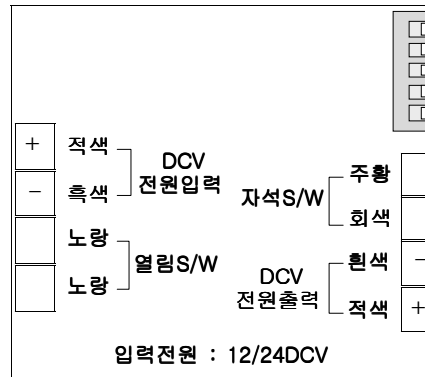 + 적색
DCV
전원입력
− 흑색
노랑
열림S/W
노랑
주황
자석S/W
회색
DCV
전원출력
흰색 −
적색 +
입력전원 : 12/24DCV